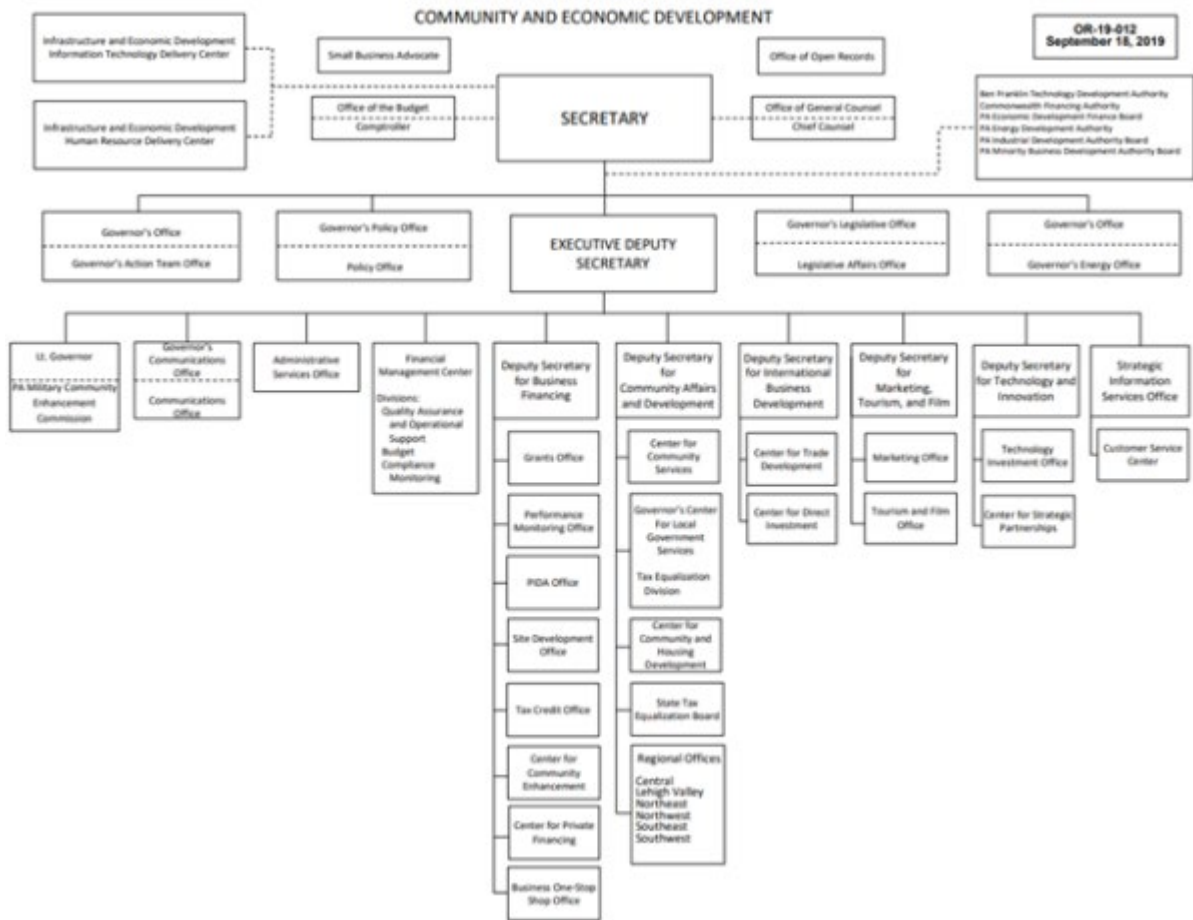 COMMUNITY AND ECONOMIC DEVELOPMENT
OR-19-012
September 18, 2019
Infrastructure and Economic Development
Information Technology Delivery Center
Small Business Advocate
Office of Open Records
Infrastructure and Economic Development
Human Resource Delivery Center
Office of the Budget
Comptroller
SECRETARY
Office of General Counsel
Chief Counsel
Ben Franklin Technology Development Authority
Commonwealth Financing Authority
PA Economic Development Finance Board
PA Energy Development Authority
PA Industrial Development Authority Board
PA Minority Business Development Authority Board
Governor's Office
Governor's Action Team Office
Governor's Policy Office
Policy Office
EXECUTIVE DEPUTY
SECRETARY
Governor's Legislative Office
Legislative Affairs Office
Governor's Office
Governor's Energy Office
Lt. Governor
PA Military Community
Enhancement
Commission
Governor's
Communications
Office
Communications
Office
Administrative
Services Office
Financial
Management Center
Divisions:
Quality Assurance
and Operational
Support
Budget
Compliance
Monitoring
Deputy Secretary
for Business
Financing
Grants Office
Performance
Monitoring Office
PIDA Office
Site Development
Office
Tax Credit Office
Center for
Community
Enhancement
Center for Private
Financing
Business One-Stop
Shop Office
Deputy Secretary
for
Community Affairs
and Development
Center for
Community
Services
Governor's Center
For Local
Government
Services
Tax Equalization
Division
Center for
Community and
Housing
Development
State Tax
Equalization Board
Regional Offices
Central
Lehigh Valley
Northeast
Northwest
Southeast
Southwest
Deputy Secretary
for International
Business
Development
Center for Trade
Development
Center for Direct
Investment
Deputy Secretary
for
Marketing,
Tourism, and Film
Marketing Office
Tourism and Film
Office
Deputy Secretary
for Technology and
Innovation
Technology
Investment Office
Center for Strategic
Partnerships
Strategic
Information
Services Office
Customer Service
Center